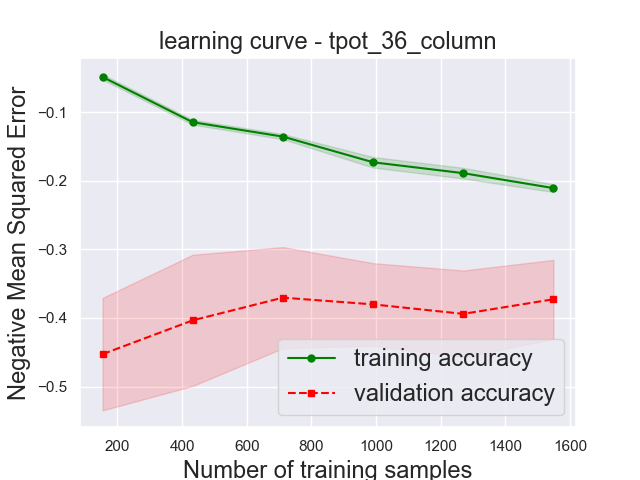 learning curve - tpot_36_column
Negative Mean Squared Error
−0.1
−0.2
−0.3
−0.4
−0.5
training accuracy
validation accuracy
200 400 600 800 1000 1200 1400 1600
Number of training samples